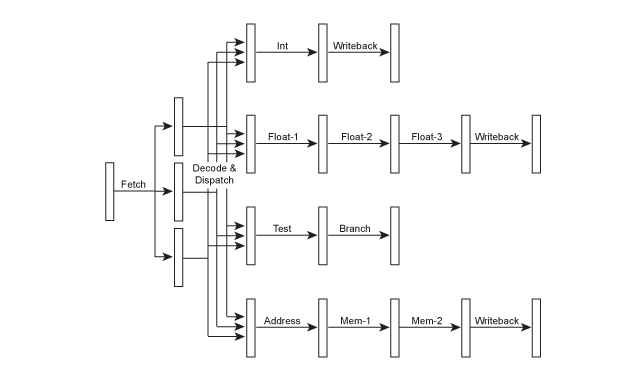 Int
Writeback
Float-1
Float-2
Float-3
Writeback
Fetch
Decode &
Dispatch
Test
Branch
Address
Mem-1
Mem-2
Writeback